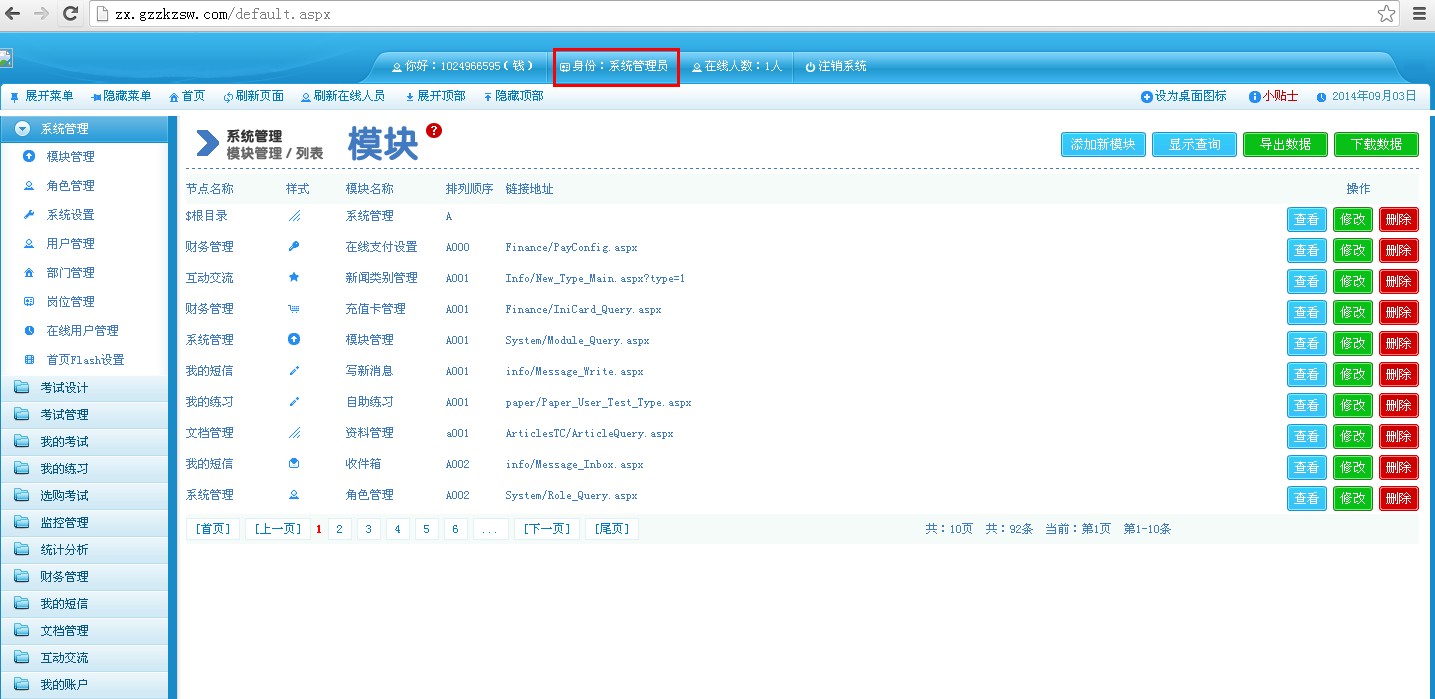 zx.gzzkzsw.com/default.aspx
你好：1024966595（钱） 身份：系统管理员 在线人数：1人 注销系统
展开菜单 隐藏菜单 首页 刷新页面 刷新在线人员 展开顶部 隐藏顶部 设为桌面图标 小贴士 2014年09月03日
系统管理
模块管理
角色管理
系统设置
用户管理
部门管理
岗位管理
在线用户管理
首页Flash设置
考试设计
考试管理
我的考试
我的练习
选购考试
监控管理
统计分析
财务管理
我的短信
文档管理
互动交流
我的账户
系统管理
模块管理 / 列表
模块 ?
添加新模块 显示查询 导出数据 下载数据
节点名称 样式 模块名称 排列顺序 链接地址 操作
$根目录 系统管理 A 查看 修改 删除
财务管理 在线支付设置 A000 Finance/PayConfig.aspx 查看 修改 删除
互动交流 新闻类别管理 A001 Info/New_Type_Main.aspx?type=1 查看 修改 删除
财务管理 充值卡管理 A001 Finance/IniCard_Query.aspx 查看 修改 删除
系统管理 模块管理 A001 System/Module_Query.aspx 查看 修改 删除
我的短信 写新消息 A001 info/Message_Write.aspx 查看 修改 删除
我的练习 自助练习 A001 paper/Paper_User_Test_Type.aspx 查看 修改 删除
文档管理 资料管理 a001 ArticlesTC/ArticleQuery.aspx 查看 修改 删除
我的短信 收件箱 A002 info/Message_Inbox.aspx 查看 修改 删除
系统管理 角色管理 A002 System/Role_Query.aspx 查看 修改 删除
[首页] [上一页] 1 2 3 4 5 6 ... [下一页] [尾页] 共：10页 共：92条 当前：第1页 第1-10条